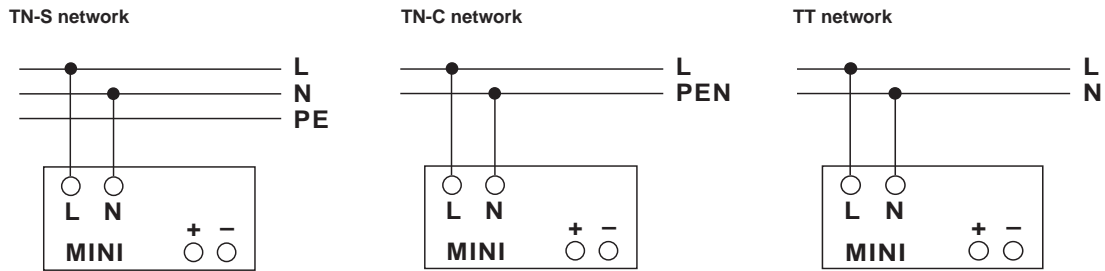 TN-S network
L
N
PE
L N
+ −
MINI
TN-C network
L
PEN
L N
+ −
MINI
TT network
L
N
L N
+ −
MINI